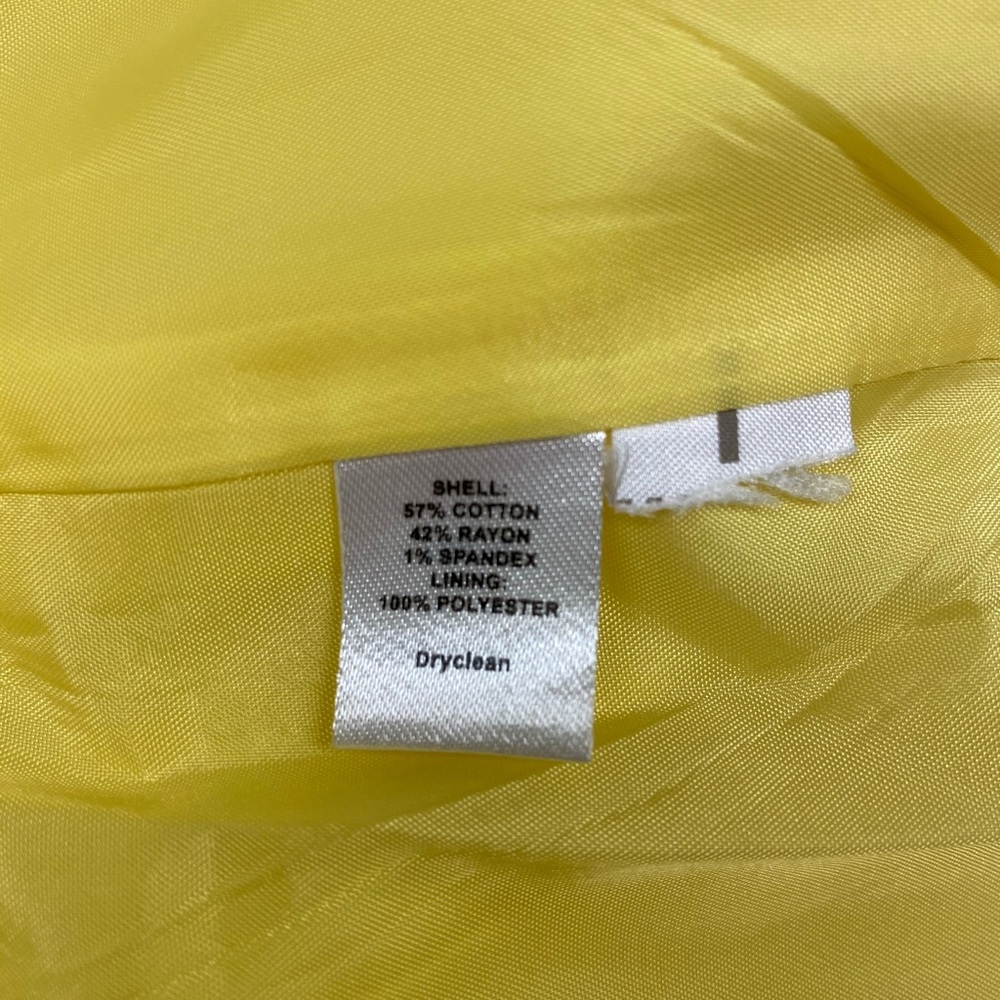 SHELL:
57% COTTON
42% RAYON
1% SPANDEX
LINING:
100% POLYESTER
Dryclean